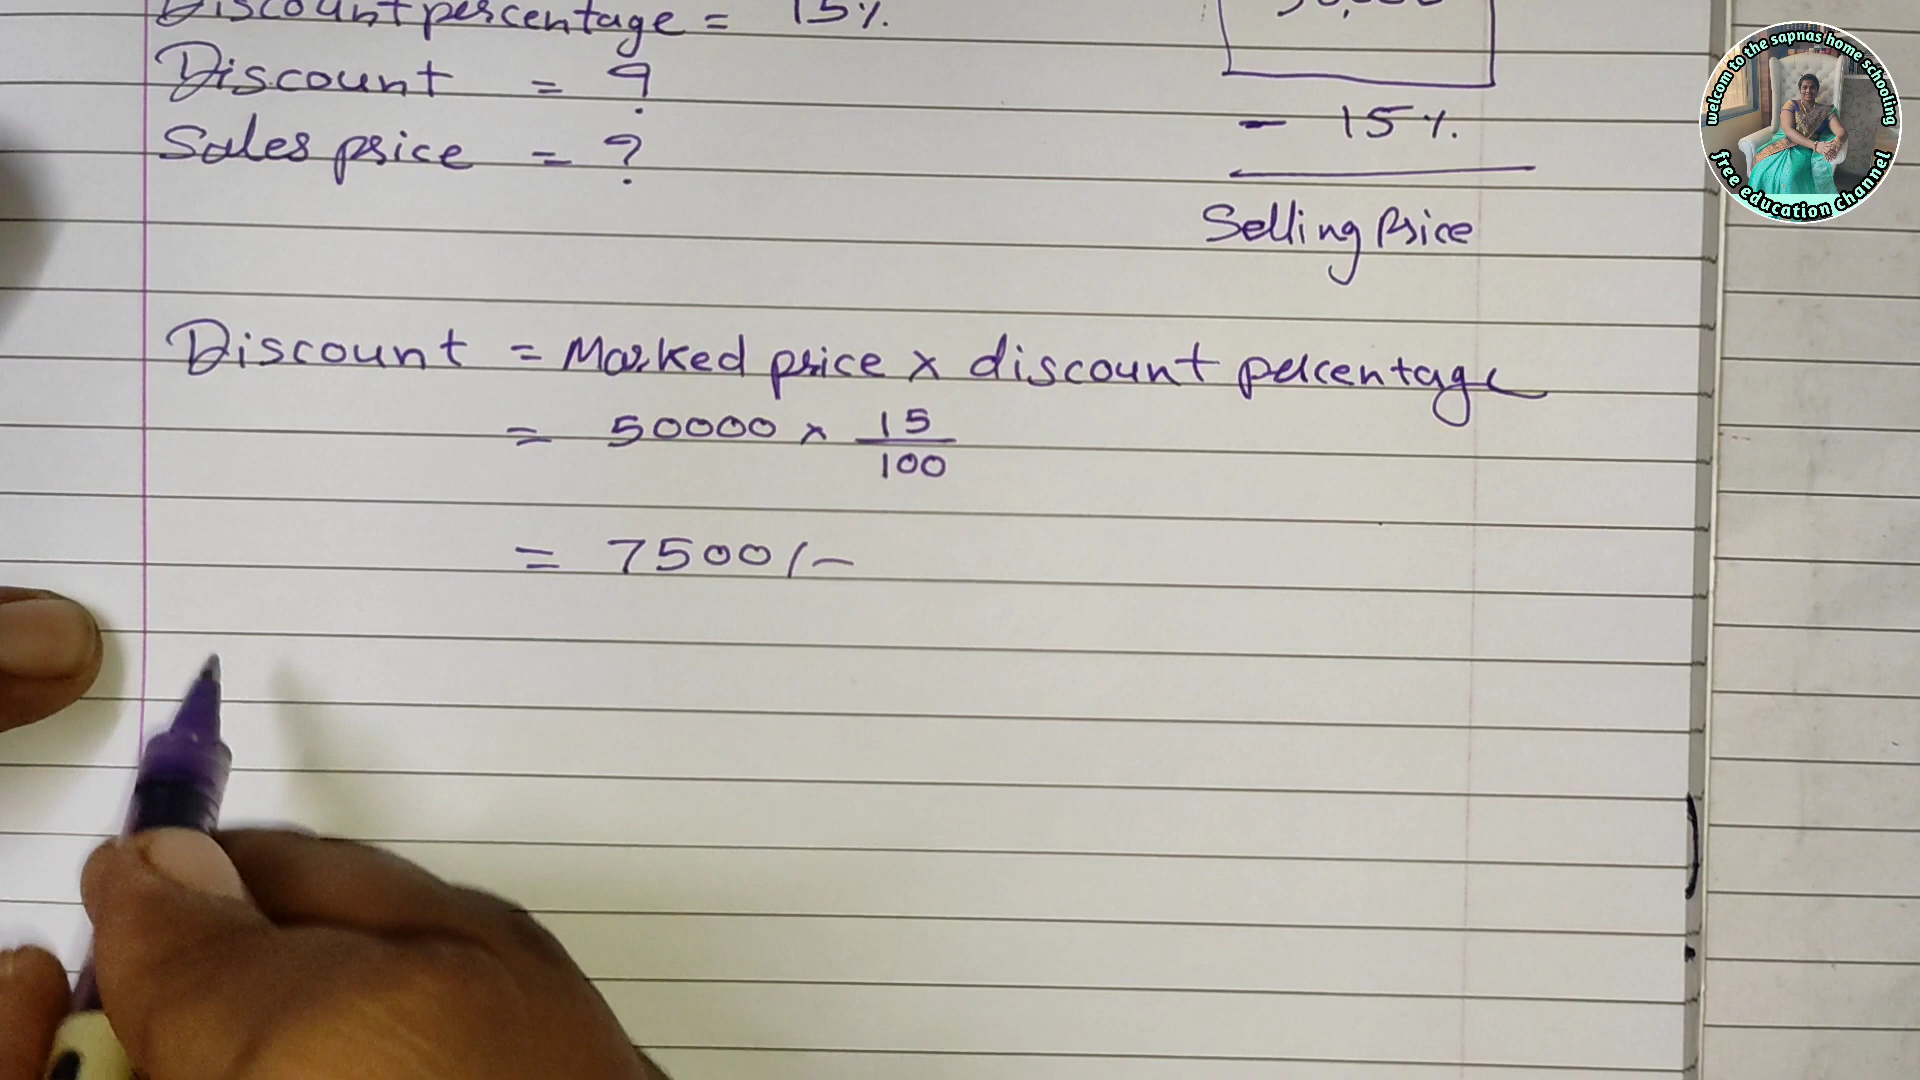 Discount percentage = 15%.
Discount = ?
Sales price = ?
- 15%.
Selling Price
Discount = Marked price x discount percentage
= 50000 x 15
100
= 7500/-
welcom to the sapnas home schooling
free education channel